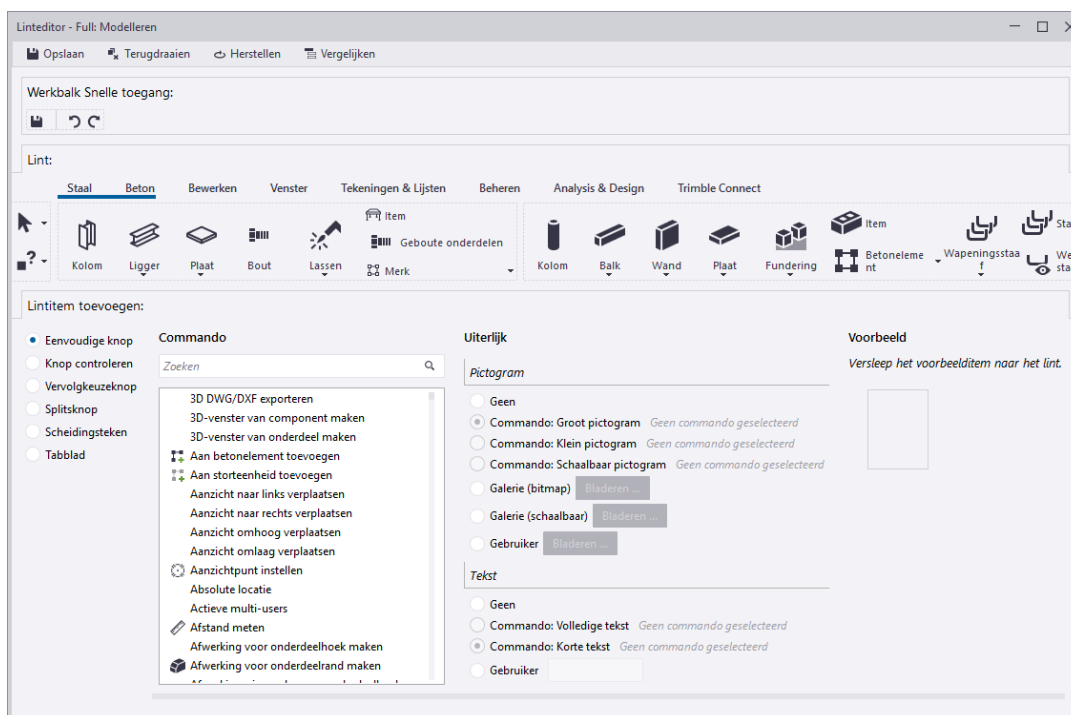 Linteditor - Full: Modelleren
Opslaan Terugdraaien Herstellen Vergelijken
Werkbalk Snelle toegang:
Lint:
Staal Beton Bewerken Venster Tekeningen & Lijsten Beheren Analysis & Design Trimble Connect
Kolom Ligger Plaat Bout Lassen
Item
Geboute onderdelen
Merk
Kolom Balk Wand Plaat Fundering
Item
Betoneleme
nt
Wapeningsstaa
f
Sta
We
sta
Lintitem toevoegen:
Eenvoudige knop
Knop controleren
Vervolgkeuzeknop
Splitsknop
Scheidingsteken
Tabblad
Commando
Zoeken
3D DWG/DXF exporteren
3D-venster van component maken
3D-venster van onderdeel maken
Aan betonelement toevoegen
Aan storteenheid toevoegen
Aanzicht naar links verplaatsen
Aanzicht naar rechts verplaatsen
Aanzicht omhoog verplaatsen
Aanzicht omlaag verplaatsen
Aanzichtpunt instellen
Absolute locatie
Actieve multi-users
Afstand meten
Afwerking voor onderdeelhoek maken
Afwerking voor onderdeelrand maken
Uiterlijk
Pictogram
Geen
Commando: Groot pictogram Geen commando geselecteerd
Commando: Klein pictogram Geen commando geselecteerd
Commando: Schaalbaar pictogram Geen commando geselecteerd
Galerie (bitmap) Bladeren ...
Galerie (schaalbaar) Bladeren ...
Gebruiker Bladeren ...
Tekst
Geen
Commando: Volledige tekst Geen commando geselecteerd
Commando: Korte tekst Geen commando geselecteerd
Gebruiker
Voorbeeld
Versleep het voorbeelditem naar het lint.